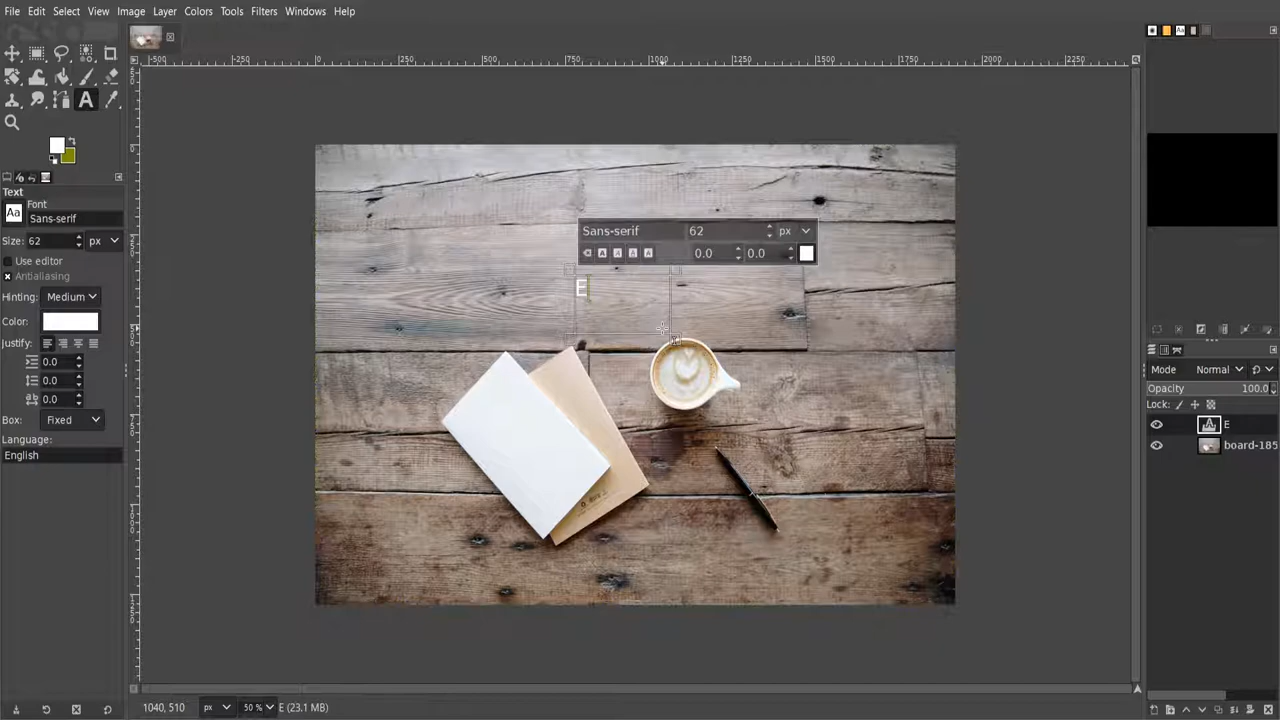 File Edit Select View Image Layer Colors Tools Filters Windows Help
-500 -250 0 250 500 750 1000 1250 1500 1750 2000 2250
Text
Font
Aa Sans-serif
Size: 62 px
Use editor
Antialiasing
Hinting: Medium
Color:
Justify:
0.0
0.0
0.0
Box: Fixed
Language:
English
Sans-serif 62 px
0.0 0.0
E
Mode Normal
Opacity 100.0
Lock:
E
board-185
1040, 510 px 50 % E (23.1 MB)